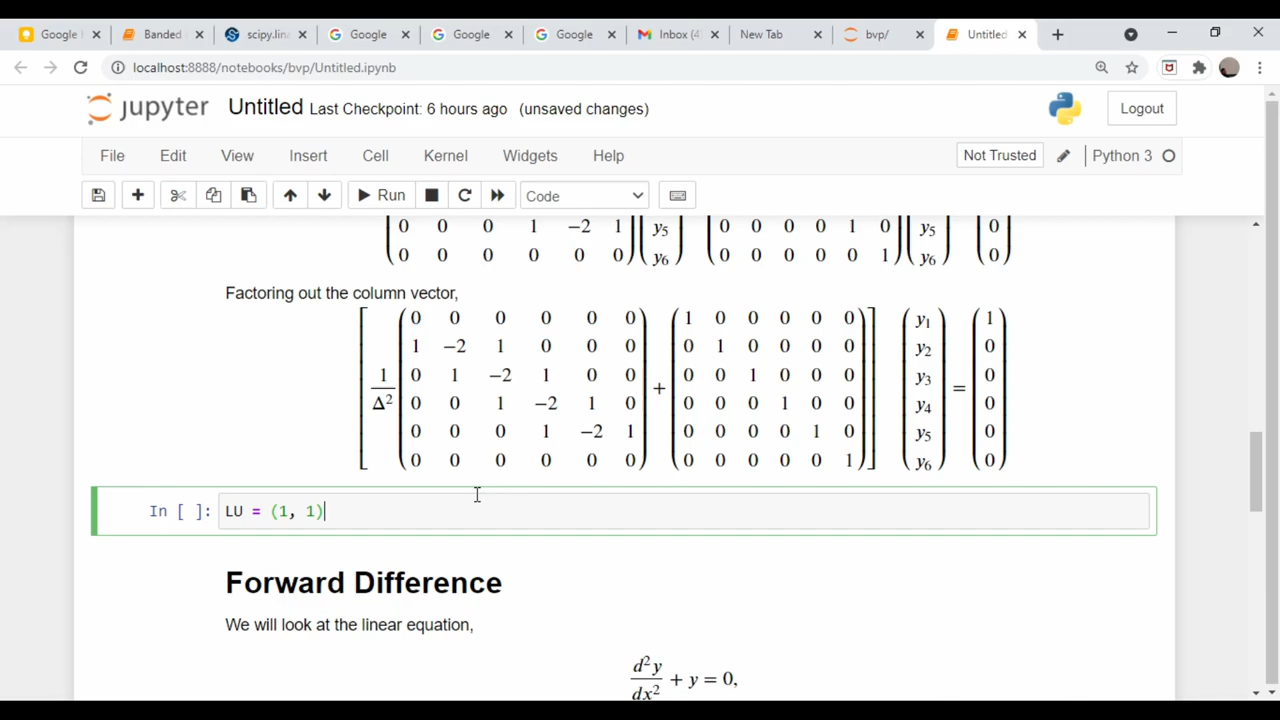 Google Banded scipy.lin Google Google Google Inbox (4) New Tab bvp/ Untitled
localhost:8888/notebooks/bvp/Untitled.ipynb
jupyter Untitled Last Checkpoint: 6 hours ago (unsaved changes) Logout
File Edit View Insert Cell Kernel Widgets Help Not Trusted Python 3
Run Code
0 0 0 1 −2 1 y5 0 0 0 0 1 0 y5 0
0 0 0 0 0 0 y6 0 0 0 0 0 1 y6 0
Factoring out the column vector,
0 0 0 0 0 0 1 0 0 0 0 0 y1 1
1 −2 1 0 0 0 0 1 0 0 0 0 y2 0
1/Δ² 0 1 −2 1 0 0 + 0 0 1 0 0 0 y3 = 0
0 0 1 −2 1 0 0 0 0 1 0 0 y4 0
0 0 0 1 −2 1 0 0 0 0 1 0 y5 0
0 0 0 0 0 0 0 0 0 0 0 1 y6 0
In [ ]: LU = (1, 1)
Forward Difference
We will look at the linear equation,
d²y/dx² + y = 0,